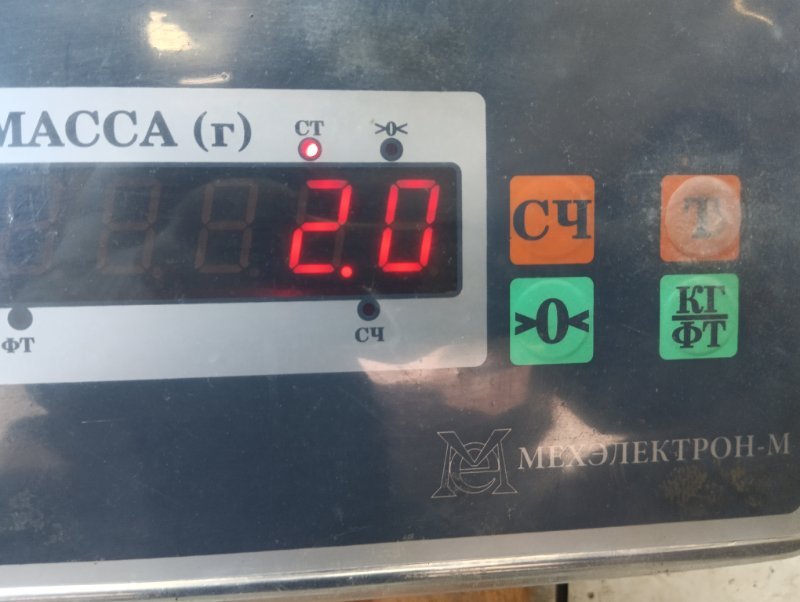 МАССА (г)
СТ >0<
2.0
СЧ Т
>0< КГ
ФТ
ФТ СЧ
МЕХЭЛЕКТРОН-М